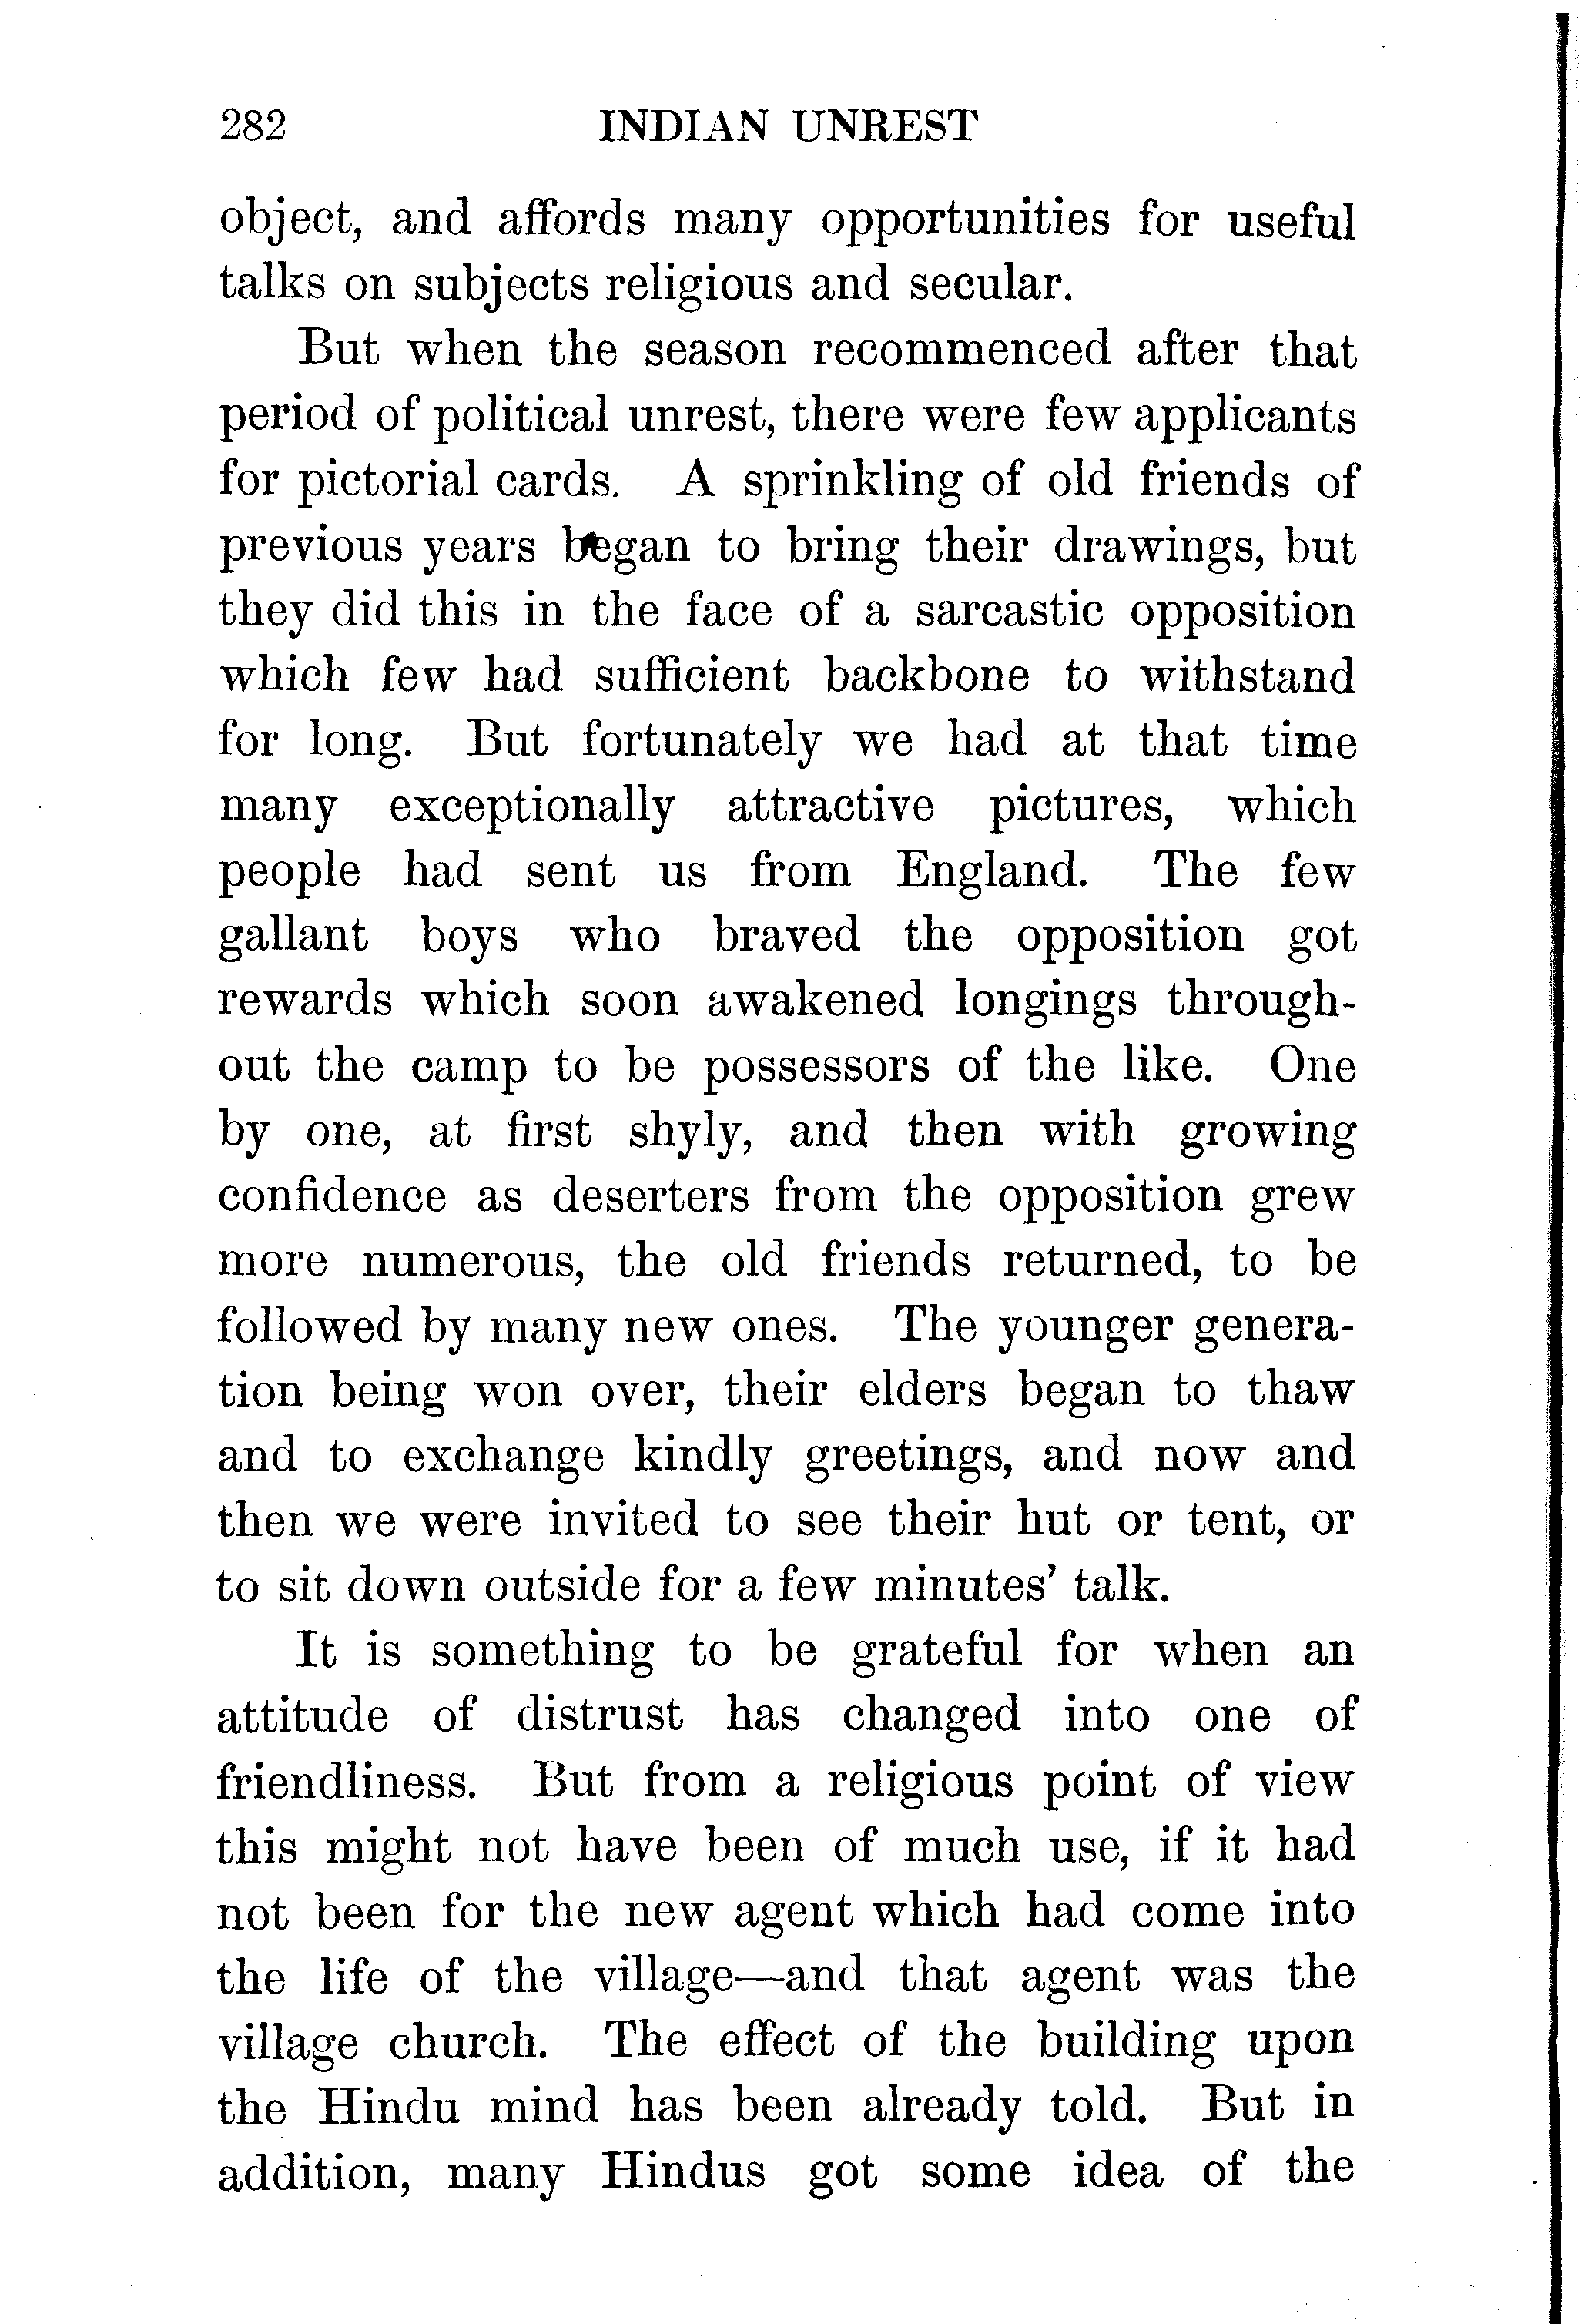 282 INDIAN UNREST
object, and affords many opportunities for useful
talks on subjects religious and secular.
But when the season recommenced after that
period of political unrest, there were few applicants
for pictorial cards. A sprinkling of old friends of
previous years began to bring their drawings, but
they did this in the face of a sarcastic opposition
which few had sufficient backbone to withstand
for long. But fortunately we had at that time
many exceptionally attractive pictures, which
people had sent us from England. The few
gallant boys who braved the opposition got
rewards which soon awakened longings through-
out the camp to be possessors of the like. One
by one, at first shyly, and then with growing
confidence as deserters from the opposition grew
more numerous, the old friends returned, to be
followed by many new ones. The younger genera-
tion being won over, their elders began to thaw
and to exchange kindly greetings, and now and
then we were invited to see their hut or tent, or
to sit down outside for a few minutes' talk.
It is something to be grateful for when an
attitude of distrust has changed into one of
friendliness. But from a religious point of view
this might not have been of much use, if it had
not been for the new agent which had come into
the life of the village—and that agent was the
village church. The effect of the building upon
the Hindu mind has been already told. But in
addition, many Hindus got some idea of the